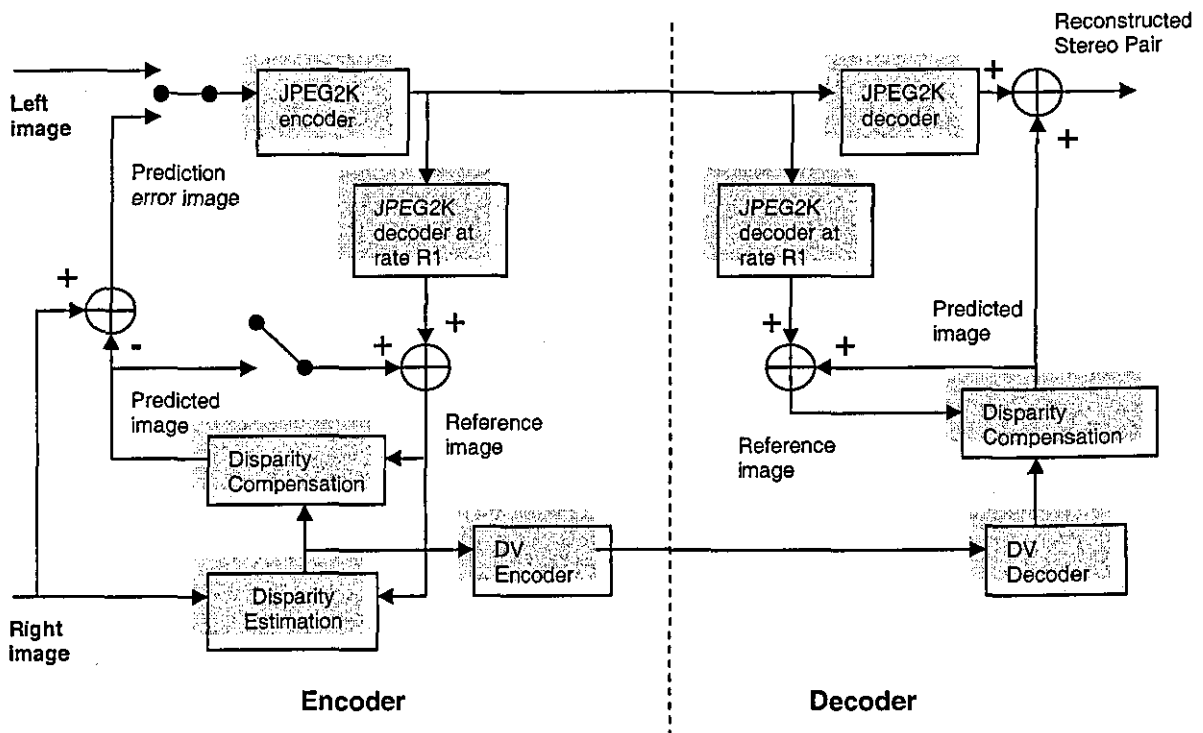 Reconstructed
Stereo Pair
Left
image
JPEG2K
encoder
JPEG2K
decoder
+
+
Prediction
error image
JPEG2K
decoder at
rate R1
JPEG2K
decoder at
rate R1
+
-
+
+
Predicted
image
Reference
image
+
+
Predicted
image
Reference
image
Disparity
Compensation
Disparity
Compensation
DV
Encoder
DV
Decoder
Disparity
Estimation
Right
image
Encoder
Decoder